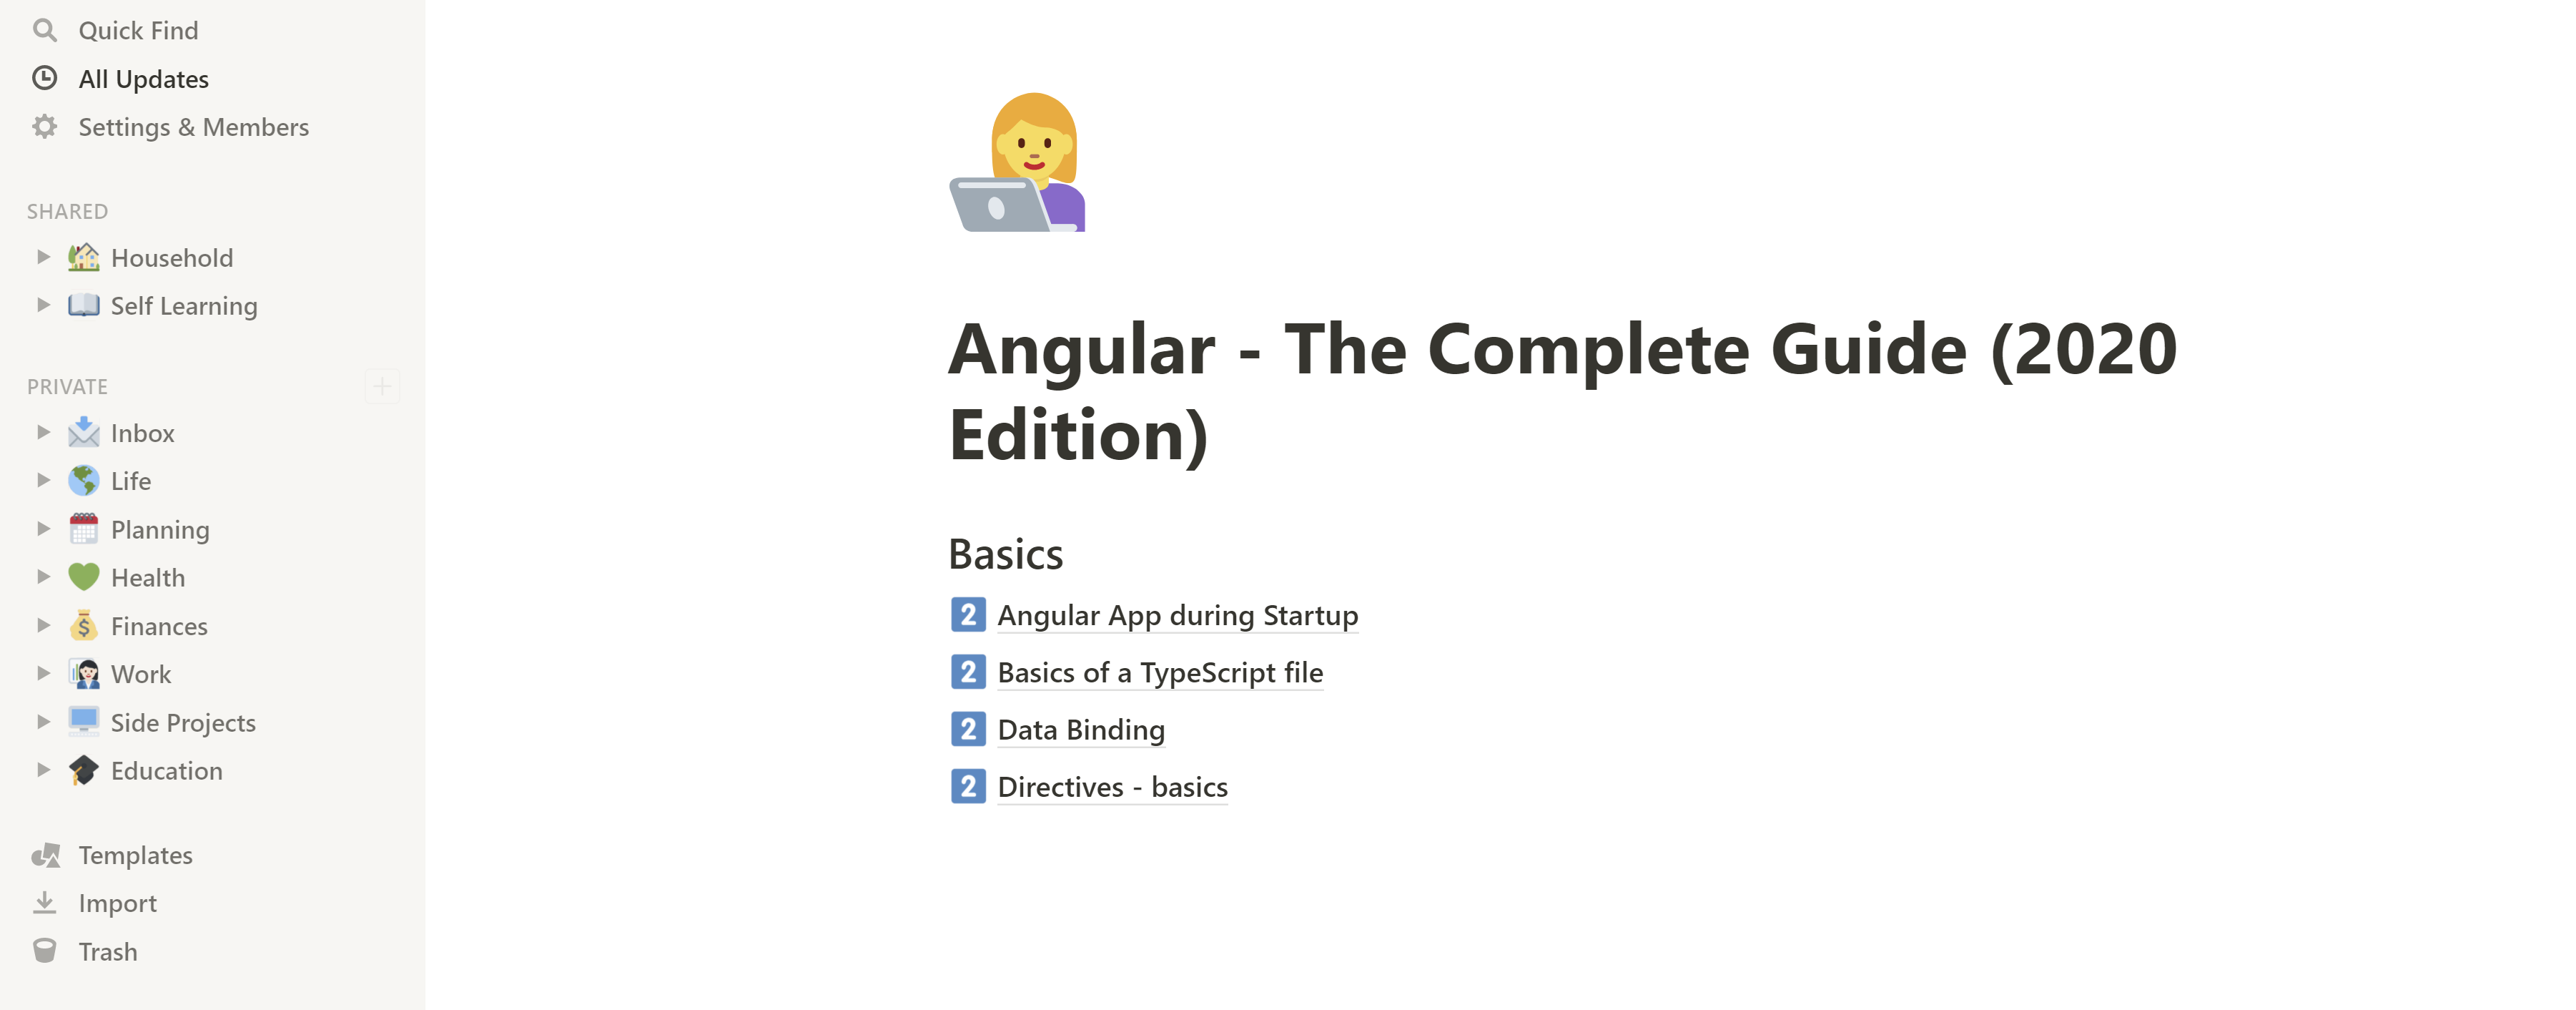 Quick Find
All Updates
Settings & Members
SHARED
Household
Self Learning
PRIVATE
Inbox
Life
Planning
Health
Finances
Work
Side Projects
Education
Templates
Import
Trash
Angular - The Complete Guide (2020
Edition)
Basics
2 Angular App during Startup
2 Basics of a TypeScript file
2 Data Binding
2 Directives - basics